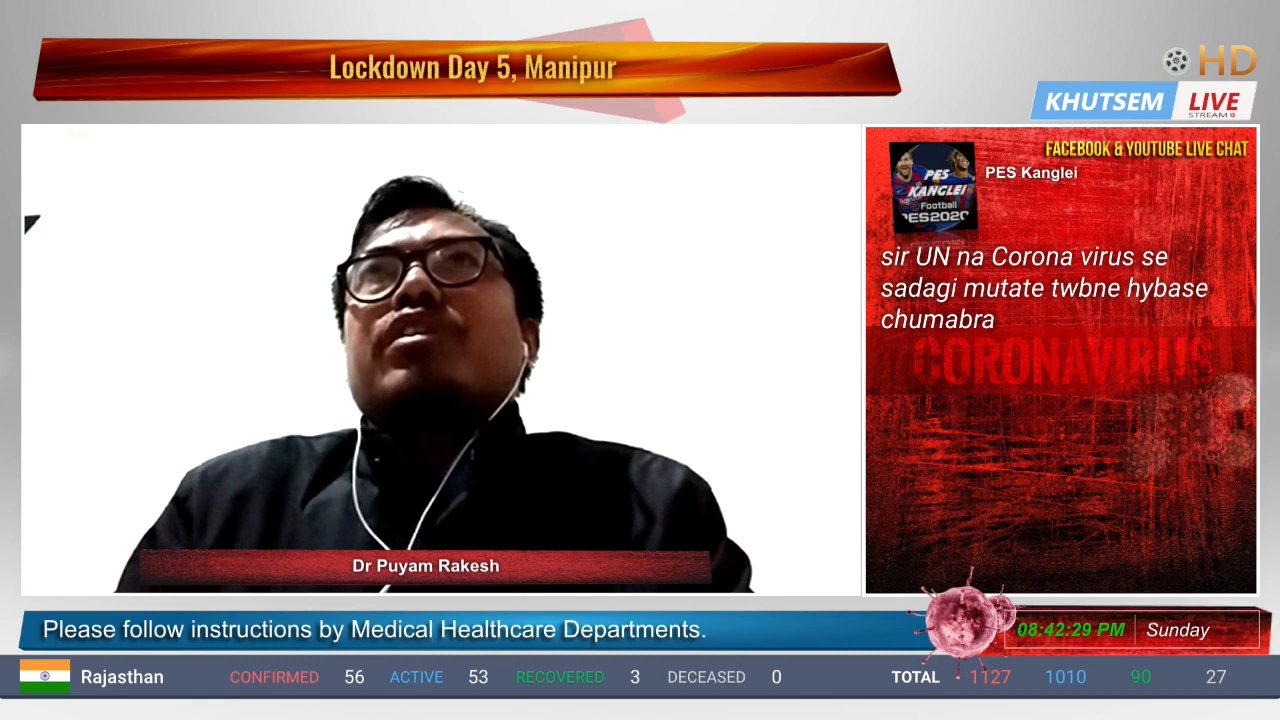 Lockdown Day 5, Manipur
HD
KHUTSEM LIVE
STREAM
FACEBOOK & YOUTUBE LIVE CHAT
PES KANGLEI
Football
PES2020
PES Kanglei
sir UN na Corona virus se
sadagi mutate twbne hybase
chumabra
CORONAVIRUS
Dr Puyam Rakesh
Please follow instructions by Medical Healthcare Departments.
08:42:29 PM Sunday
Rajasthan CONFIRMED 56 ACTIVE 53 RECOVERED 3 DECEASED 0 TOTAL 1127 1010 90 27